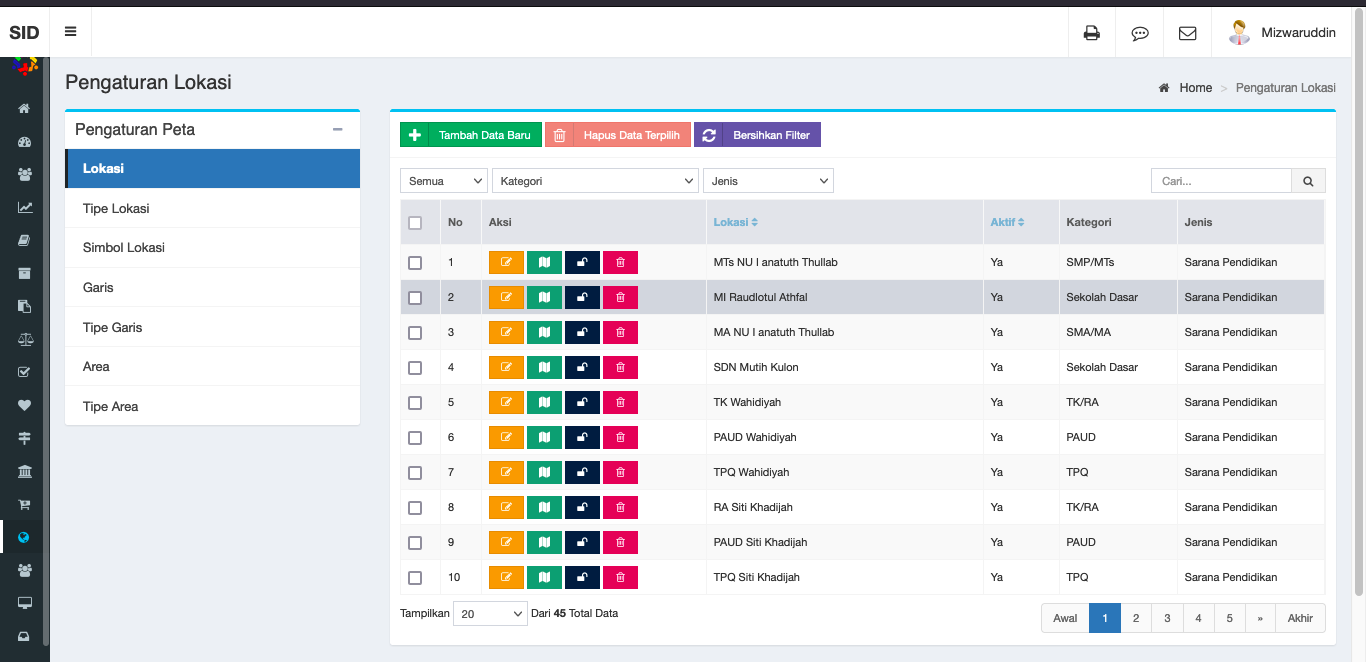 SID
Mizwaruddin
Pengaturan Lokasi
Home > Pengaturan Lokasi
Pengaturan Peta
Lokasi
Tipe Lokasi
Simbol Lokasi
Garis
Tipe Garis
Area
Tipe Area
Tambah Data Baru Hapus Data Terpilih Bersihkan Filter
Semua Kategori Jenis Cari...
No Aksi Lokasi Aktif Kategori Jenis
1 MTs NU I anatuth Thullab Ya SMP/MTs Sarana Pendidikan
2 MI Raudlotul Athfal Ya Sekolah Dasar Sarana Pendidikan
3 MA NU I anatuth Thullab Ya SMA/MA Sarana Pendidikan
4 SDN Mutih Kulon Ya Sekolah Dasar Sarana Pendidikan
5 TK Wahidiyah Ya TK/RA Sarana Pendidikan
6 PAUD Wahidiyah Ya PAUD Sarana Pendidikan
7 TPQ Wahidiyah Ya TPQ Sarana Pendidikan
8 RA Siti Khadijah Ya TK/RA Sarana Pendidikan
9 PAUD Siti Khadijah Ya PAUD Sarana Pendidikan
10 TPQ Siti Khadijah Ya TPQ Sarana Pendidikan
Tampilkan 20 Dari 45 Total Data
Awal 1 2 3 4 5 » Akhir